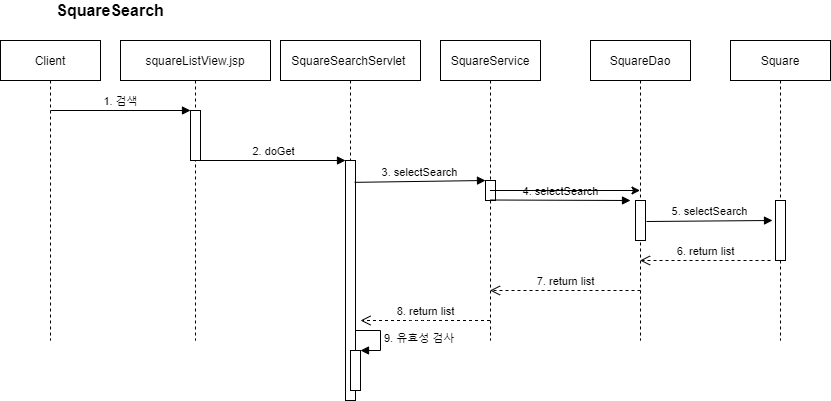 SquareSearch
Client
squareListView.jsp
SquareSearchServlet
SquareService
SquareDao
Square
1. 검색
2. doGet
3. selectSearch
4. selectSearch
5. selectSearch
6. return list
7. return list
8. return list
9. 유효성 검사